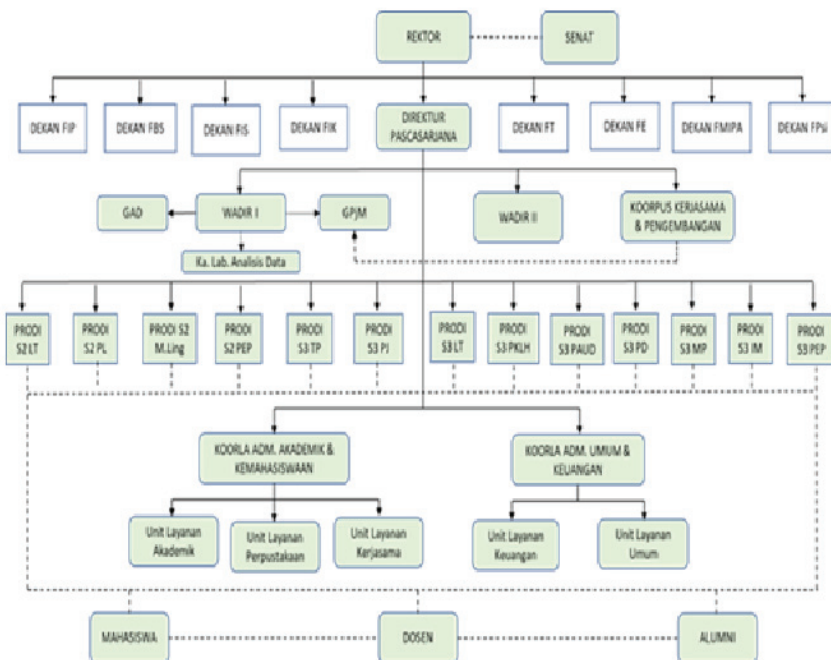 REKTOR
SENAT
DEKAN FIP
DEKAN FBS
DEKAN FIS
DEKAN FIK
DIREKTUR
PASCASARJANA
DEKAN FT
DEKAN FE
DEKAN FMIPA
DEKAN FPsi
GAD
WADIR I
GPjM
WADIR II
KOORPUS KERJASAMA
& PENGEMBANGAN
Ka. Lab. Analisis Data
PRODI
S2 LT
PRODI
S2 PL
PRODI S2
M.Ling
PRODI
S2 PEP
PRODI
S3 TP
PRODI
S3 PJ
PRODI
S3 LT
PRODI
S3 PKLH
PRODI
S3 PAUD
PRODI
S3 PD
PRODI
S3 MP
PRODI
S3 IM
PRODI
S3 PEP
KOORLA ADM. AKADEMIK &
KEMAHASISWAAN
KOORLA ADM. UMUM &
KEUANGAN
Unit Layanan
Akademik
Unit Layanan
Perpustakaan
Unit Layanan
Kerjasama
Unit Layanan
Keuangan
Unit Layanan
Umum
MAHASISWA
DOSEN
ALUMNI